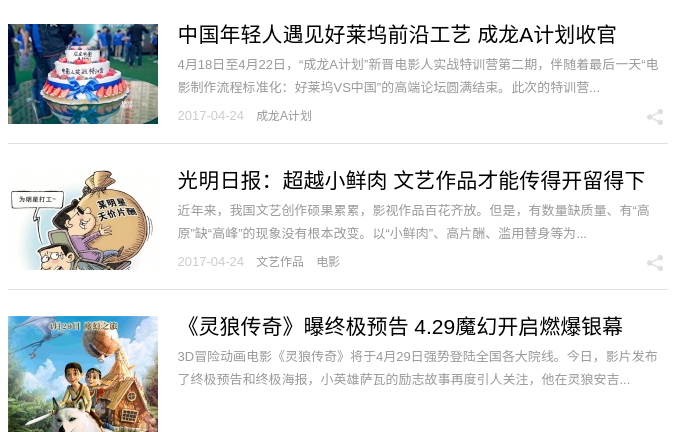 中国年轻人遇见好莱坞前沿工艺 成龙A计划收官
4月18日至4月22日，“成龙A计划”新晋电影人实战特训营第二期，伴随着最后一天“电
影制作流程标准化：好莱坞VS中国”的高端论坛圆满结束。此次的特训营...
2017-04-24 成龙A计划
光明日报：超越小鲜肉 文艺作品才能传得开留得下
为明星打工~
某明星
天价片酬
近年来，我国文艺创作硕果累累，影视作品百花齐放。但是，有数量缺质量、有“高
原”缺“高峰”的现象没有根本改变。以“小鲜肉”、高片酬、滥用替身等为...
2017-04-24 文艺作品 电影
《灵狼传奇》曝终极预告 4.29魔幻开启燃爆银幕
4月29日 魔幻之旅
3D冒险动画电影《灵狼传奇》将于4月29日强势登陆全国各大院线。今日，影片发布
了终极预告和终极海报，小英雄萨瓦的励志故事再度引人关注，他在灵狼安吉...